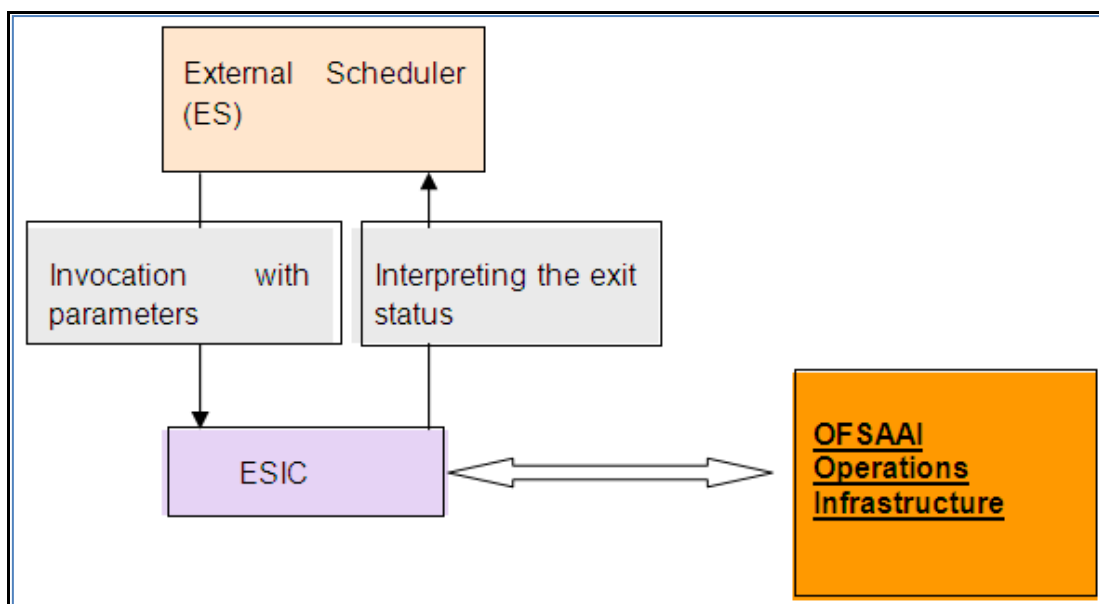 External Scheduler
(ES)
Invocation with
parameters
Interpreting the exit
status
ESIC
OFSAAI
Operations
Infrastructure